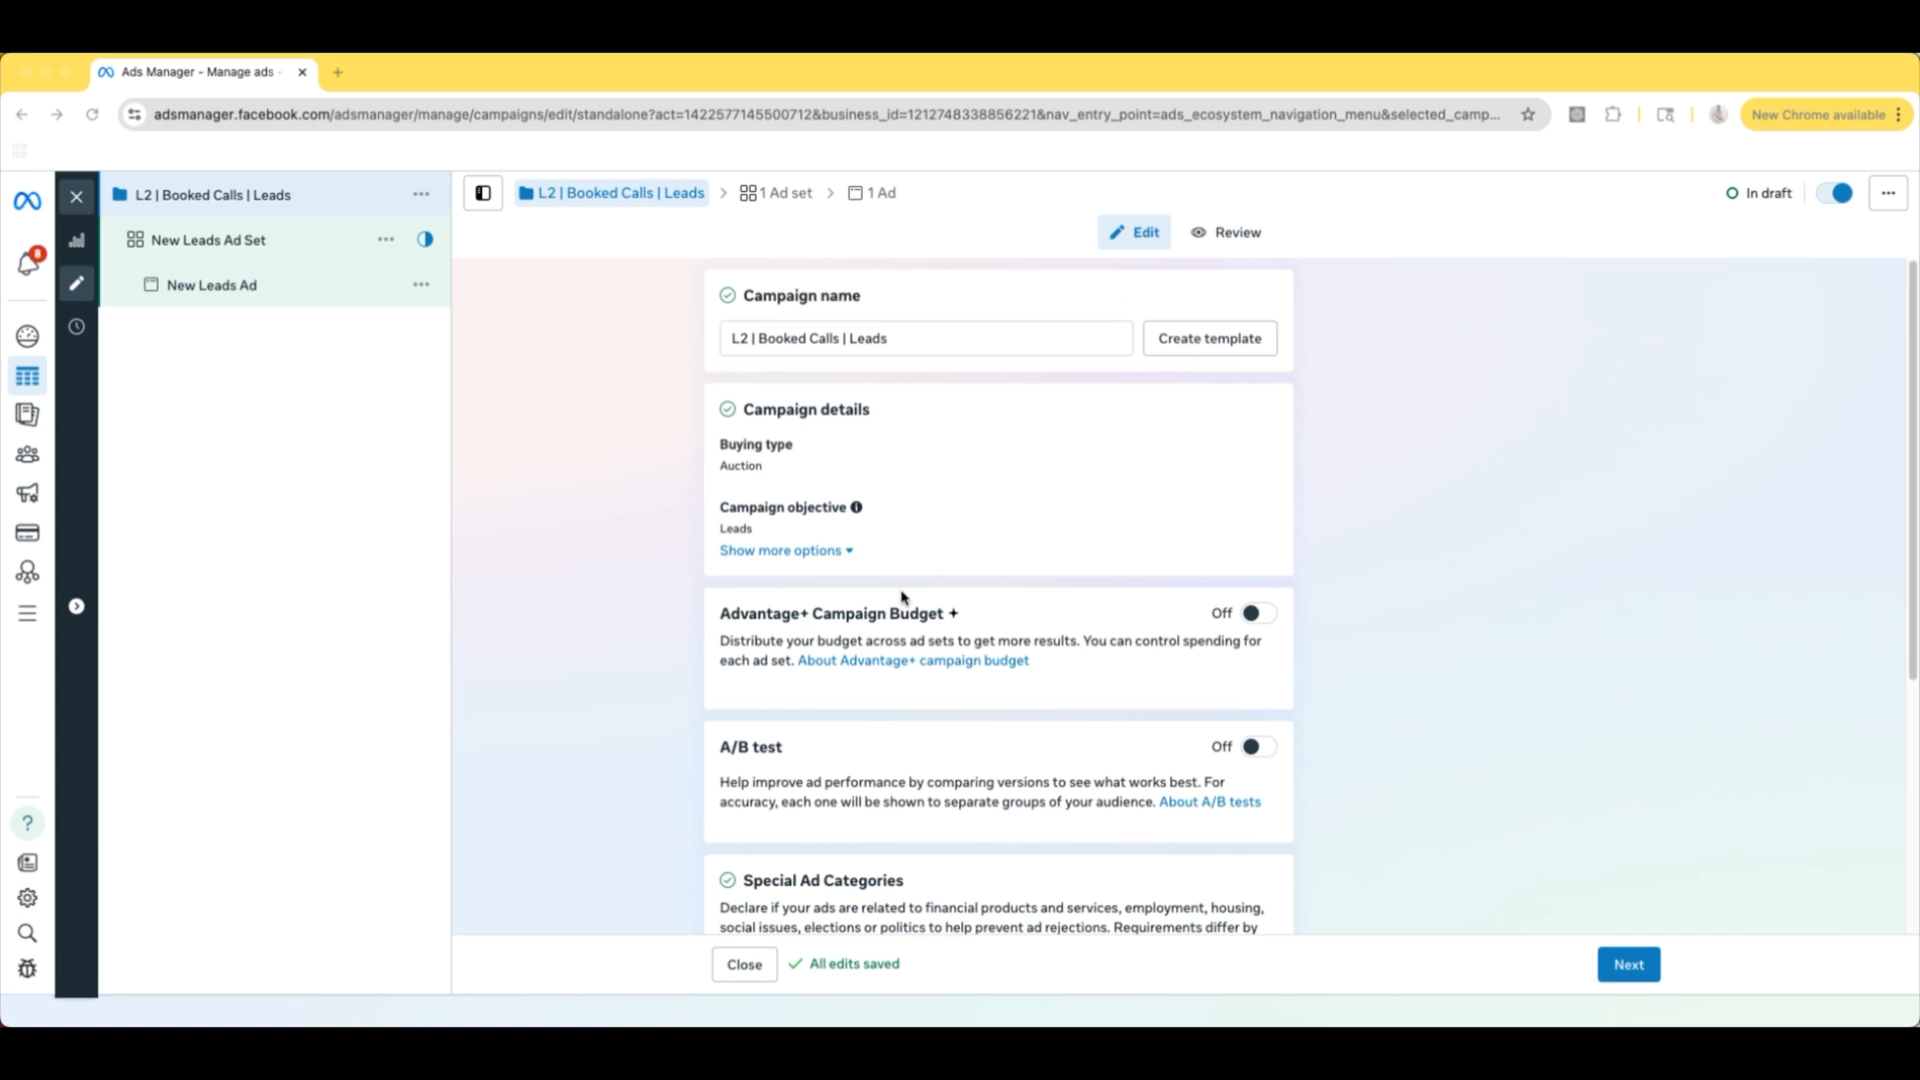 Ads Manager - Manage ads -
adsmanager.facebook.com/adsmanager/manage/campaigns/edit/standalone?act=1422577145500712&business_id=1212748338856221&nav_entry_point=ads_ecosystem_navigation_menu&selected_camp...
New Chrome available
8
L2 | Booked Calls | Leads
New Leads Ad Set
New Leads Ad
L2 | Booked Calls | Leads
1 Ad set
1 Ad
In draft
Edit
Review
Campaign name
L2 | Booked Calls | Leads
Create template
Campaign details
Buying type
Auction
Campaign objective
Leads
Show more options
Advantage+ Campaign Budget +
Off
Distribute your budget across ad sets to get more results. You can control spending for
each ad set. About Advantage+ campaign budget
A/B test
Off
Help improve ad performance by comparing versions to see what works best. For
accuracy, each one will be shown to separate groups of your audience. About A/B tests
Special Ad Categories
Declare if your ads are related to financial products and services, employment, housing,
social issues, elections or politics to help prevent ad rejections. Requirements differ by
Close
All edits saved
Next